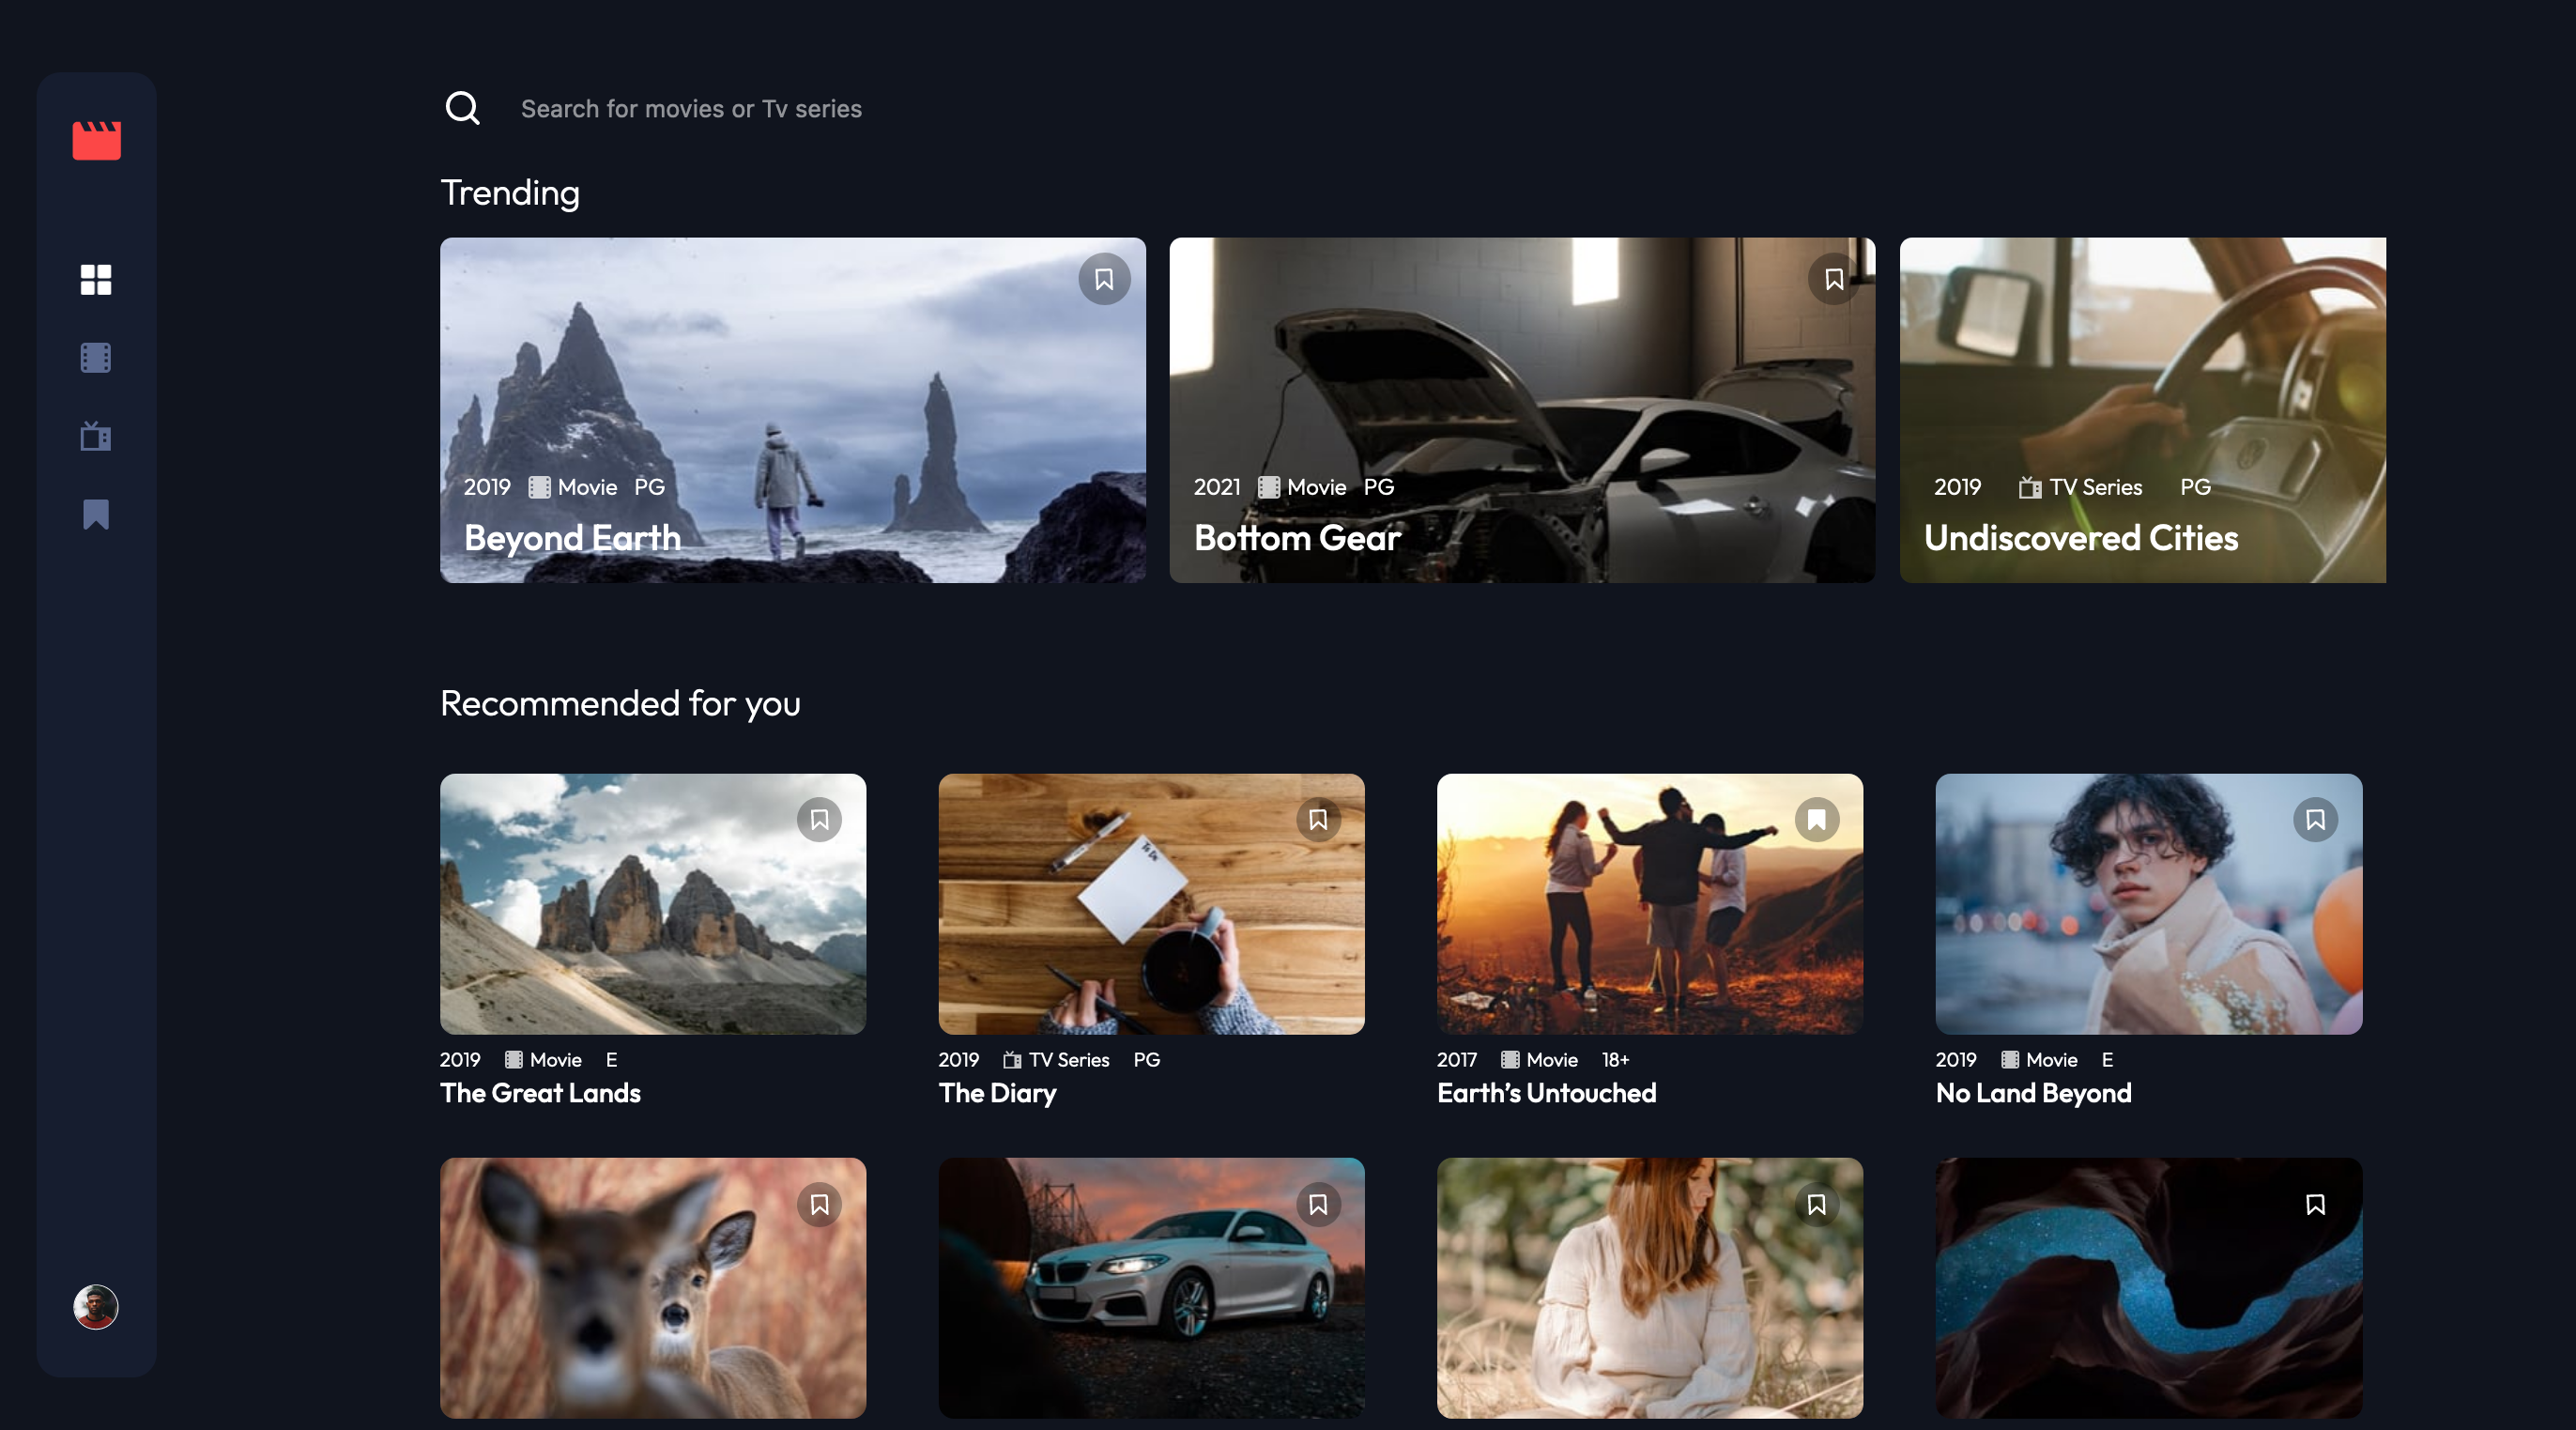 Search for movies or Tv series
Trending
2019 Movie PG
Beyond Earth
2021 Movie PG
Bottom Gear
2019 TV Series PG
Undiscovered Cities
Recommended for you
To Do
2019 Movie E
The Great Lands
2019 TV Series PG
The Diary
2017 Movie 18+
Earth’s Untouched
2019 Movie E
No Land Beyond